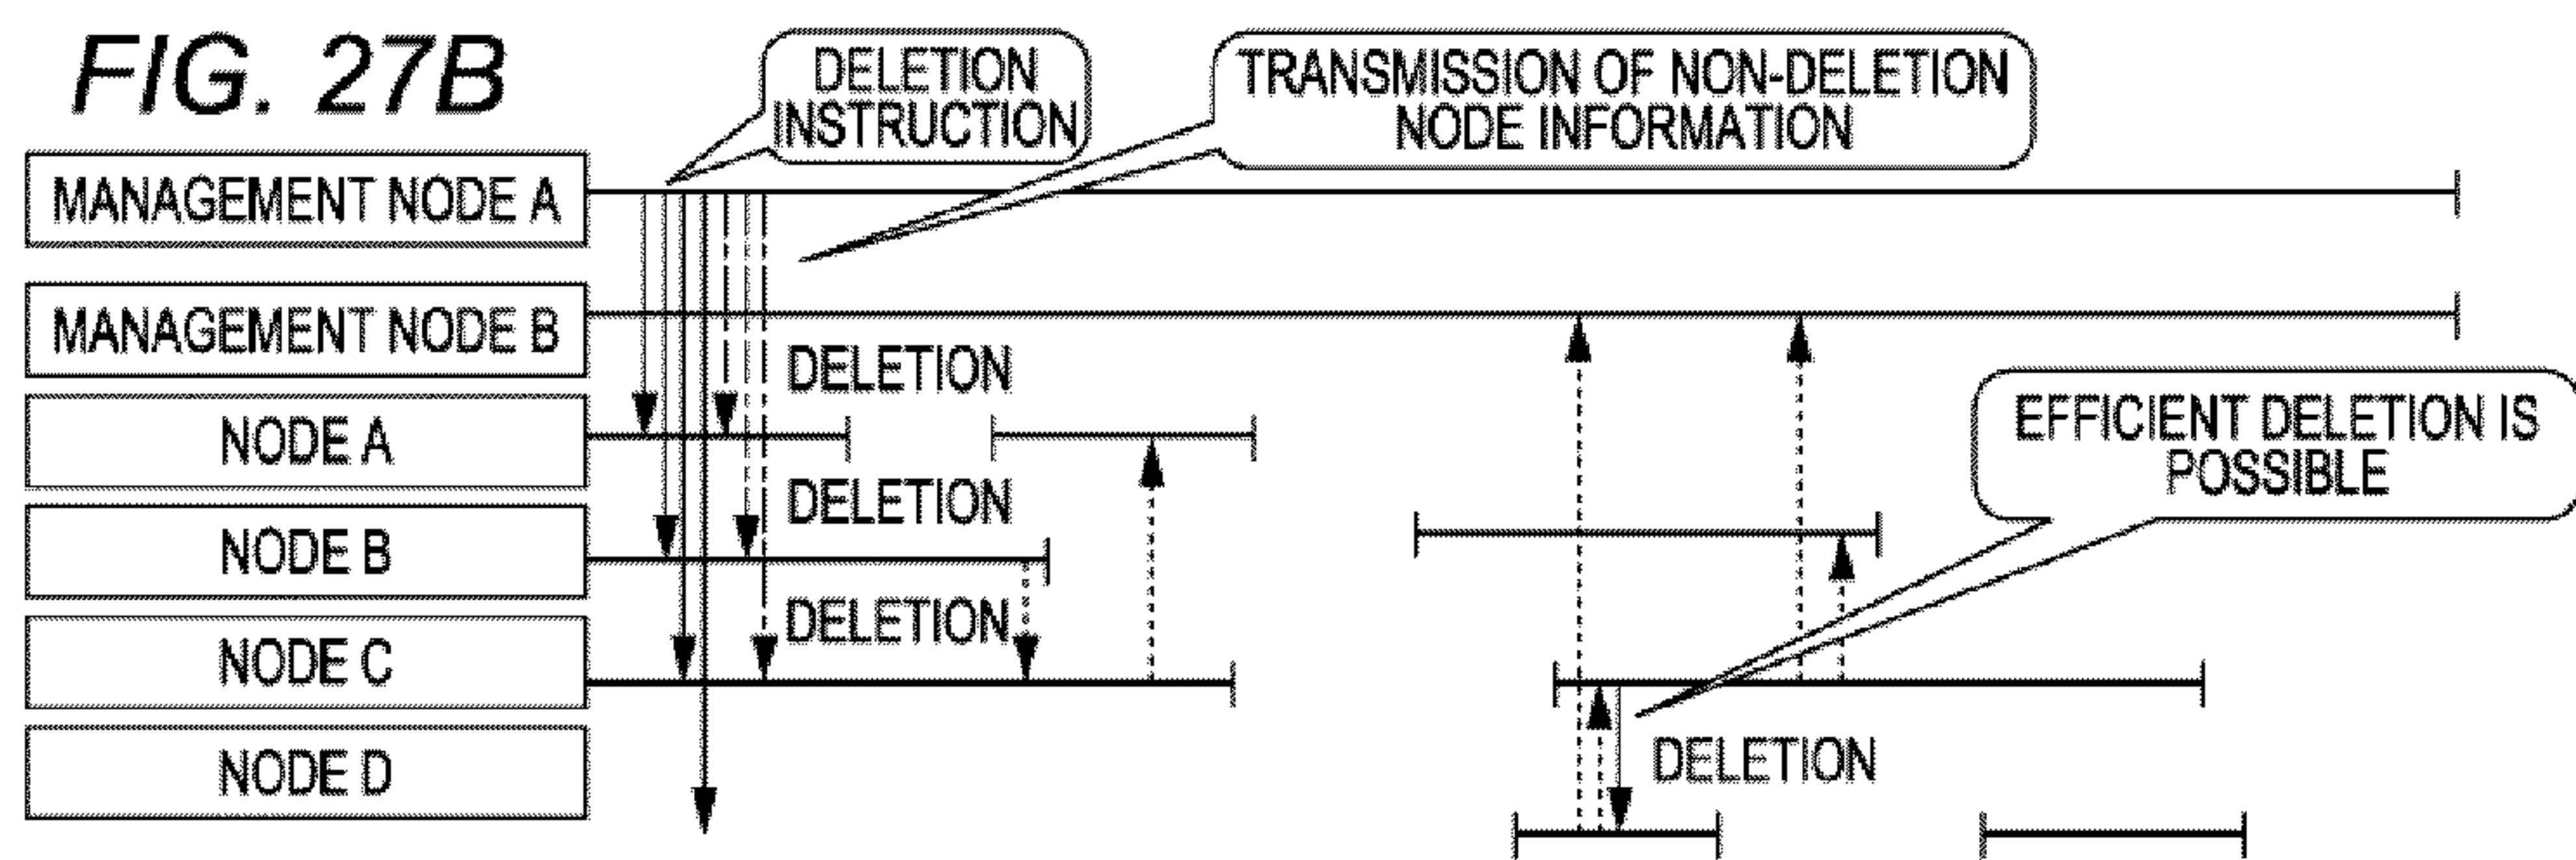 FIG. 27B
DELETION
INSTRUCTION
TRANSMISSION OF NON-DELETION
NODE INFORMATION
MANAGEMENT NODE A
MANAGEMENT NODE B
DELETION
NODE A
EFFICIENT DELETION IS
POSSIBLE
DELETION
NODE B
DELETION
NODE C
DELETION
NODE D